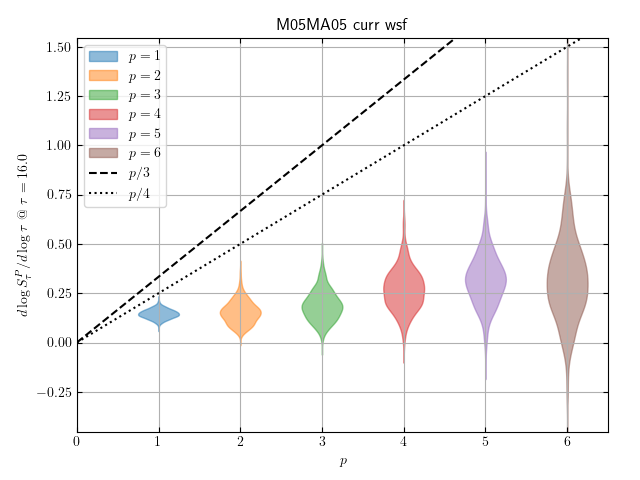 M05MA05 curr wsf
p = 1
p = 2
p = 3
p = 4
p = 5
p = 6
p/3
p/4
d log S_τ^P / d log τ @ τ = 16.0
1.50
1.25
1.00
0.75
0.50
0.25
0.00
−0.25
0 1 2 3 4 5 6
p